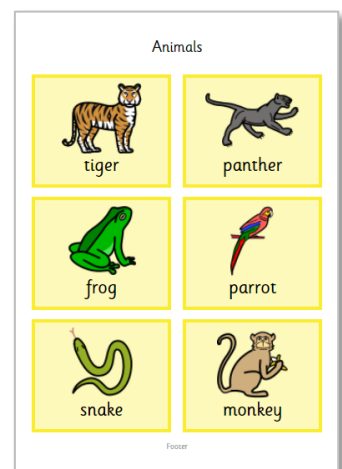 Animals
tiger
panther
frog
parrot
snake
monkey
Footer